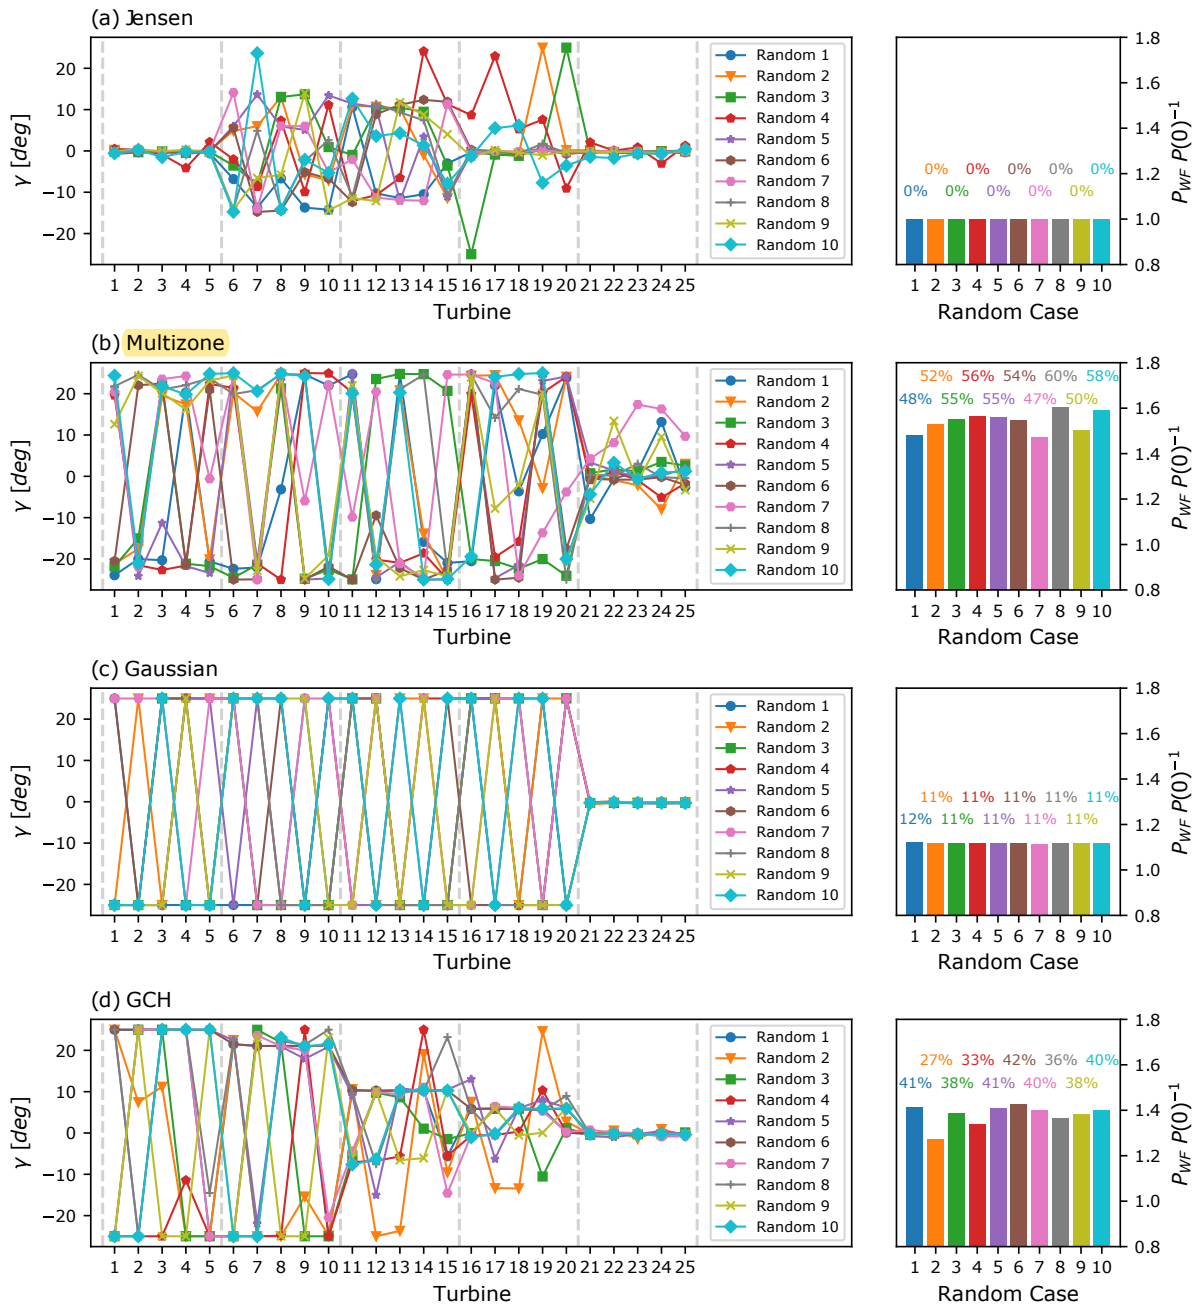 (a) Jensen
γ [deg]
20
10
0
−10
−20
1 2 3 4 5 6 7 8 9 10 11 12 13 14 15 16 17 18 19 20 21 22 23 24 25
Turbine
Random 1
Random 2
Random 3
Random 4
Random 5
Random 6
Random 7
Random 8
Random 9
Random 10
0% 0% 0% 0% 0%
0% 0% 0% 0% 0%
1 2 3 4 5 6 7 8 9 10
Random Case
1.8
1.6
1.4
1.2
1.0
0.8
P_WF P(0)⁻¹
(b) Multizone
γ [deg]
20
10
0
−10
−20
1 2 3 4 5 6 7 8 9 10 11 12 13 14 15 16 17 18 19 20 21 22 23 24 25
Turbine
Random 1
Random 2
Random 3
Random 4
Random 5
Random 6
Random 7
Random 8
Random 9
Random 10
52% 56% 54% 60% 58%
48% 55% 55% 47% 50%
1 2 3 4 5 6 7 8 9 10
Random Case
1.8
1.6
1.4
1.2
1.0
0.8
P_WF P(0)⁻¹
(c) Gaussian
γ [deg]
20
10
0
−10
−20
1 2 3 4 5 6 7 8 9 10 11 12 13 14 15 16 17 18 19 20 21 22 23 24 25
Turbine
Random 1
Random 2
Random 3
Random 4
Random 5
Random 6
Random 7
Random 8
Random 9
Random 10
11% 11% 11% 11% 11%
12% 11% 11% 11% 11%
1 2 3 4 5 6 7 8 9 10
Random Case
1.8
1.6
1.4
1.2
1.0
0.8
P_WF P(0)⁻¹
(d) GCH
γ [deg]
20
10
0
−10
−20
1 2 3 4 5 6 7 8 9 10 11 12 13 14 15 16 17 18 19 20 21 22 23 24 25
Turbine
Random 1
Random 2
Random 3
Random 4
Random 5
Random 6
Random 7
Random 8
Random 9
Random 10
27% 33% 42% 36% 40%
41% 38% 41% 40% 38%
1 2 3 4 5 6 7 8 9 10
Random Case
1.8
1.6
1.4
1.2
1.0
0.8
P_WF P(0)⁻¹